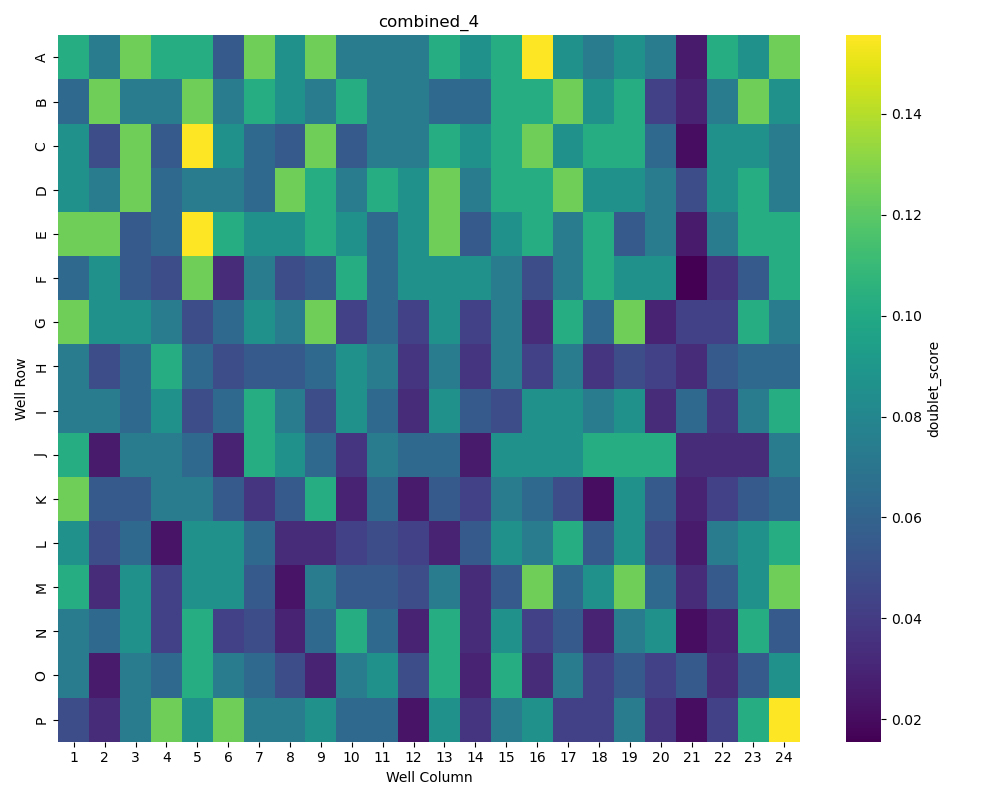 combined_4
Well Row
A
B
C
D
E
F
G
H
I
J
K
L
M
N
O
P
1 2 3 4 5 6 7 8 9 10 11 12 13 14 15 16 17 18 19 20 21 22 23 24
Well Column
0.14
0.12
0.10
0.08
0.06
0.04
0.02
doublet_score